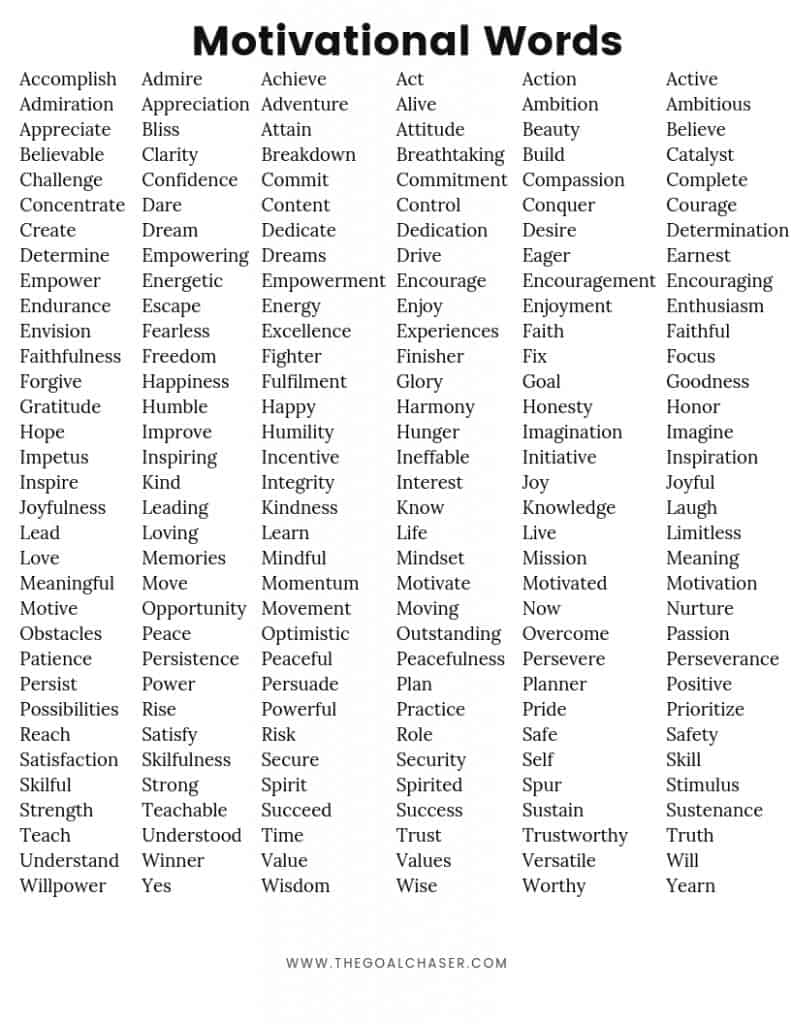 Motivational Words
Accomplish Admire Achieve Act Action Active
Admiration Appreciation Adventure Alive Ambition Ambitious
Appreciate Bliss Attain Attitude Beauty Believe
Believable Clarity Breakdown Breathtaking Build Catalyst
Challenge Confidence Commit Commitment Compassion Complete
Concentrate Dare Content Control Conquer Courage
Create Dream Dedicate Dedication Desire Determination
Determine Empowering Dreams Drive Eager Earnest
Empower Energetic Empowerment Encourage Encouragement Encouraging
Endurance Escape Energy Enjoy Enjoyment Enthusiasm
Envision Fearless Excellence Experiences Faith Faithful
Faithfulness Freedom Fighter Finisher Fix Focus
Forgive Happiness Fulfilment Glory Goal Goodness
Gratitude Humble Happy Harmony Honesty Honor
Hope Improve Humility Hunger Imagination Imagine
Impetus Inspiring Incentive Ineffable Initiative Inspiration
Inspire Kind Integrity Interest Joy Joyful
Joyfulness Leading Kindness Know Knowledge Laugh
Lead Loving Learn Life Live Limitless
Love Memories Mindful Mindset Mission Meaning
Meaningful Move Momentum Motivate Motivated Motivation
Motive Opportunity Movement Moving Now Nurture
Obstacles Peace Optimistic Outstanding Overcome Passion
Patience Persistence Peaceful Peacefulness Persevere Perseverance
Persist Power Persuade Plan Planner Positive
Possibilities Rise Powerful Practice Pride Prioritize
Reach Satisfy Risk Role Safe Safety
Satisfaction Skilfulness Secure Security Self Skill
Skilful Strong Spirit Spirited Spur Stimulus
Strength Teachable Succeed Success Sustain Sustenance
Teach Understood Time Trust Trustworthy Truth
Understand Winner Value Values Versatile Will
Willpower Yes Wisdom Wise Worthy Yearn
WWW.THEGOALCHASER.COM